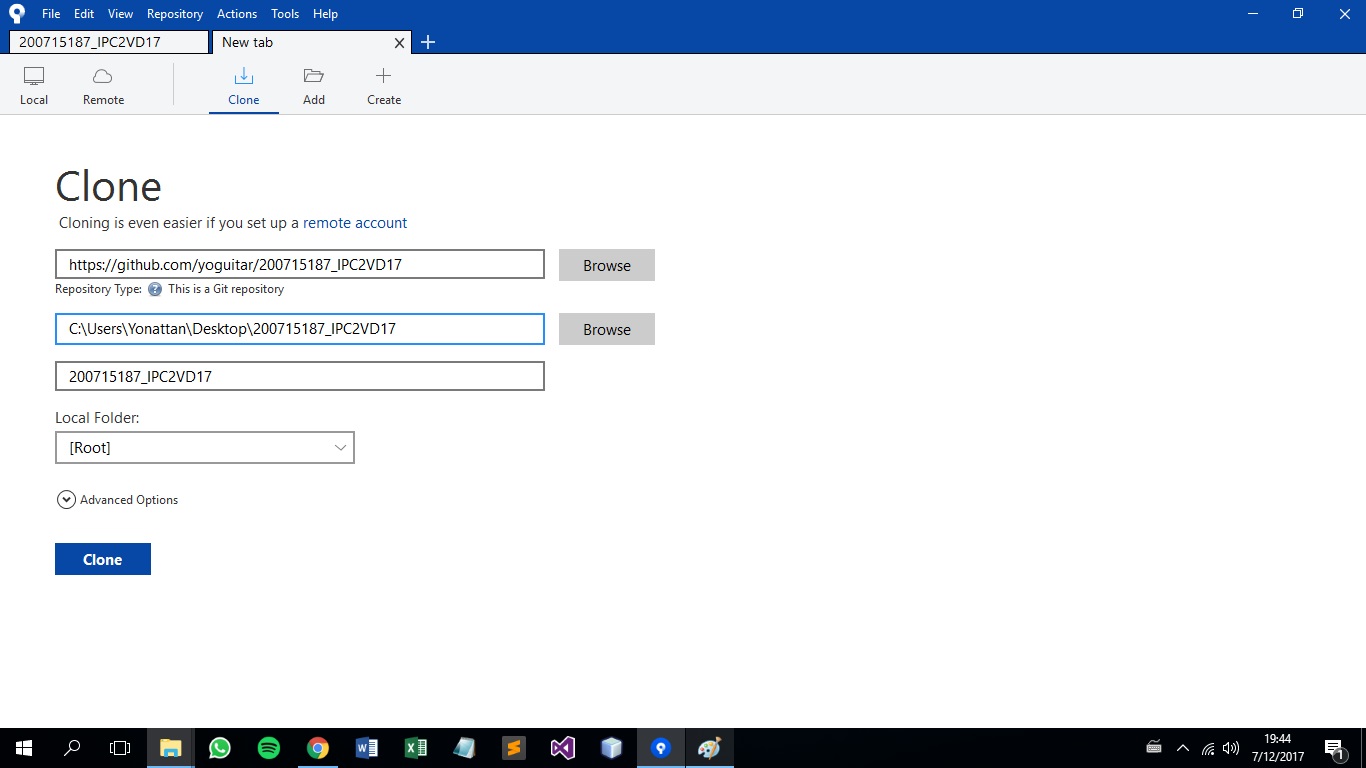 File Edit View Repository Actions Tools Help
200715187_IPC2VD17 New tab
Local Remote Clone Add Create
Clone
Cloning is even easier if you set up a remote account
https://github.com/yoguitar/200715187_IPC2VD17 Browse
Repository Type: ? This is a Git repository
C:\Users\Yonattan\Desktop\200715187_IPC2VD17 Browse
200715187_IPC2VD17
Local Folder:
[Root]
Advanced Options
Clone
19:44
7/12/2017
1